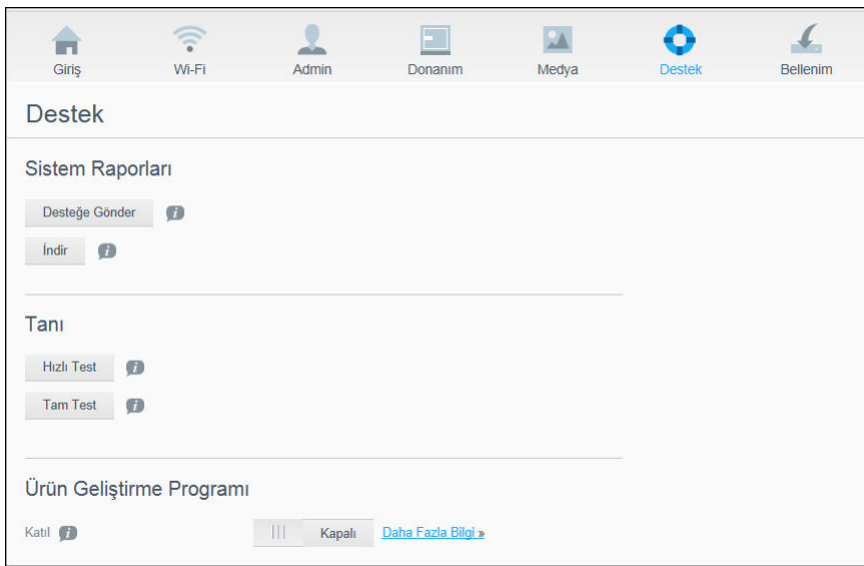 Giriş Wi-Fi Admin Donanım Medya Destek Bellenim
Destek
Sistem Raporları
Desteğe Gönder
İndir
Tanı
Hızlı Test
Tam Test
Ürün Geliştirme Programı
Katıl Kapalı Daha Fazla Bilgi »